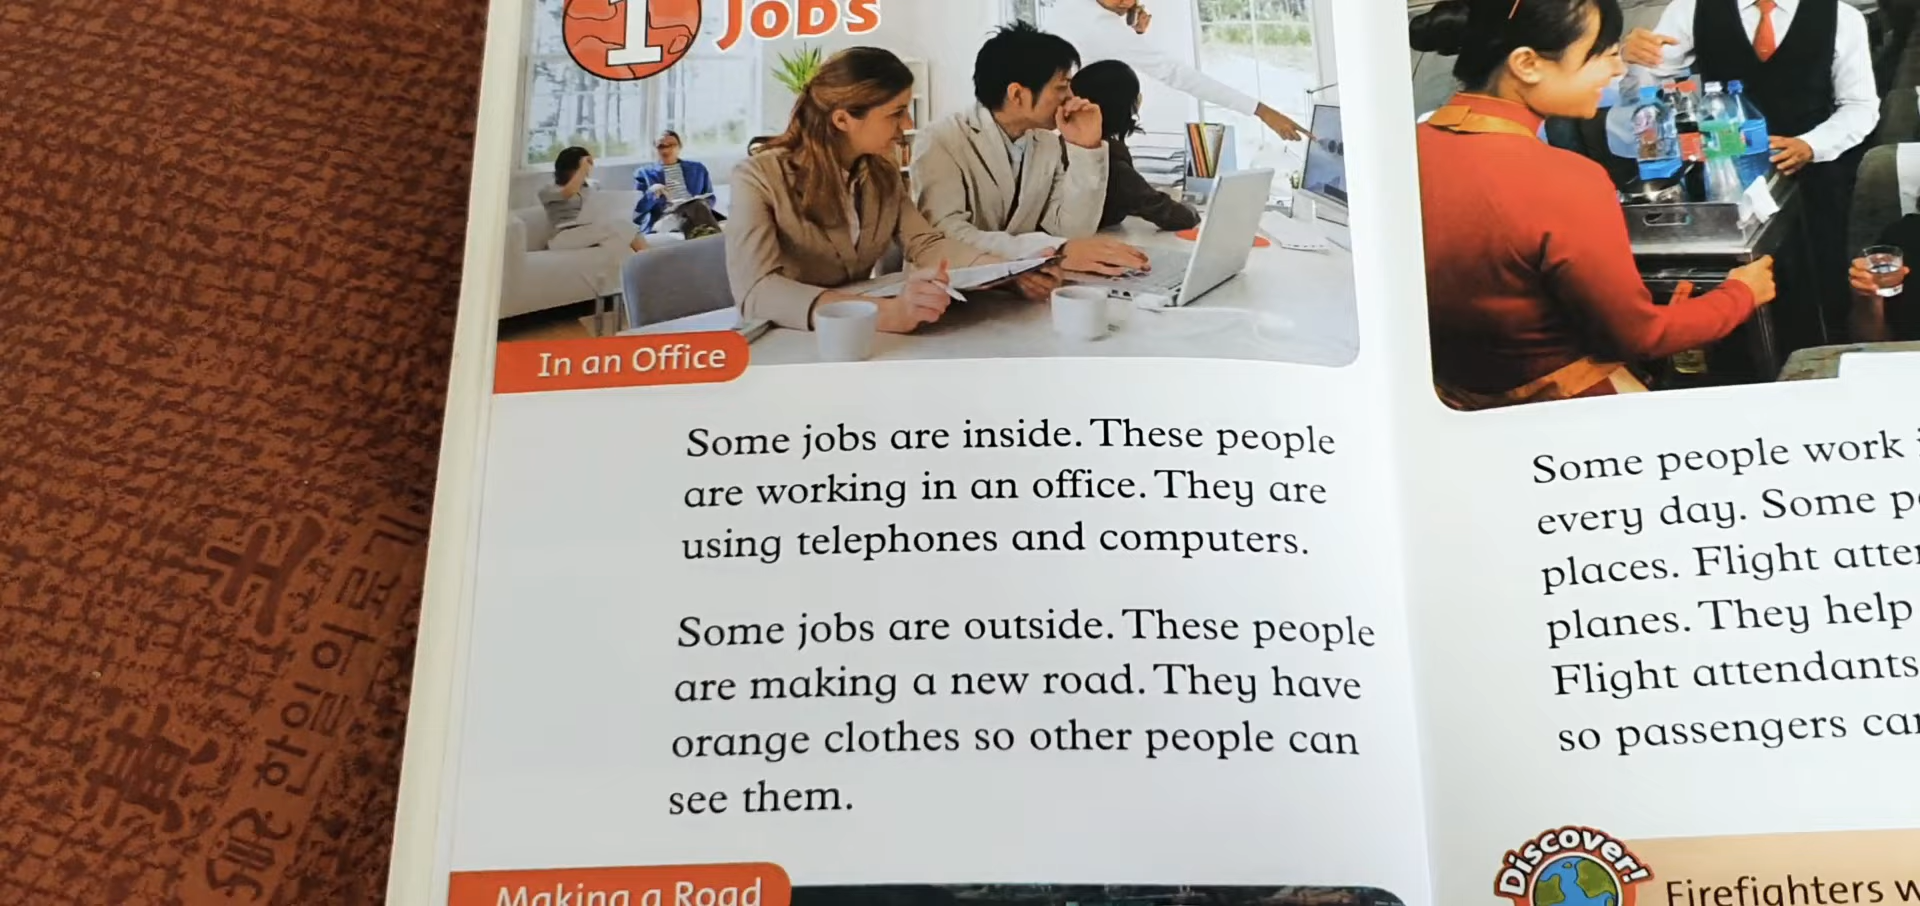 1 Jobs
In an Office
Some jobs are inside. These people
are working in an office. They are
using telephones and computers.
Some jobs are outside. These people
are making a new road. They have
orange clothes so other people can
see them.
Making a Road
Some people work
every day. Some
places. Flight
planes. They help
Flight attendants
so passengers
Discover!
Firefighters